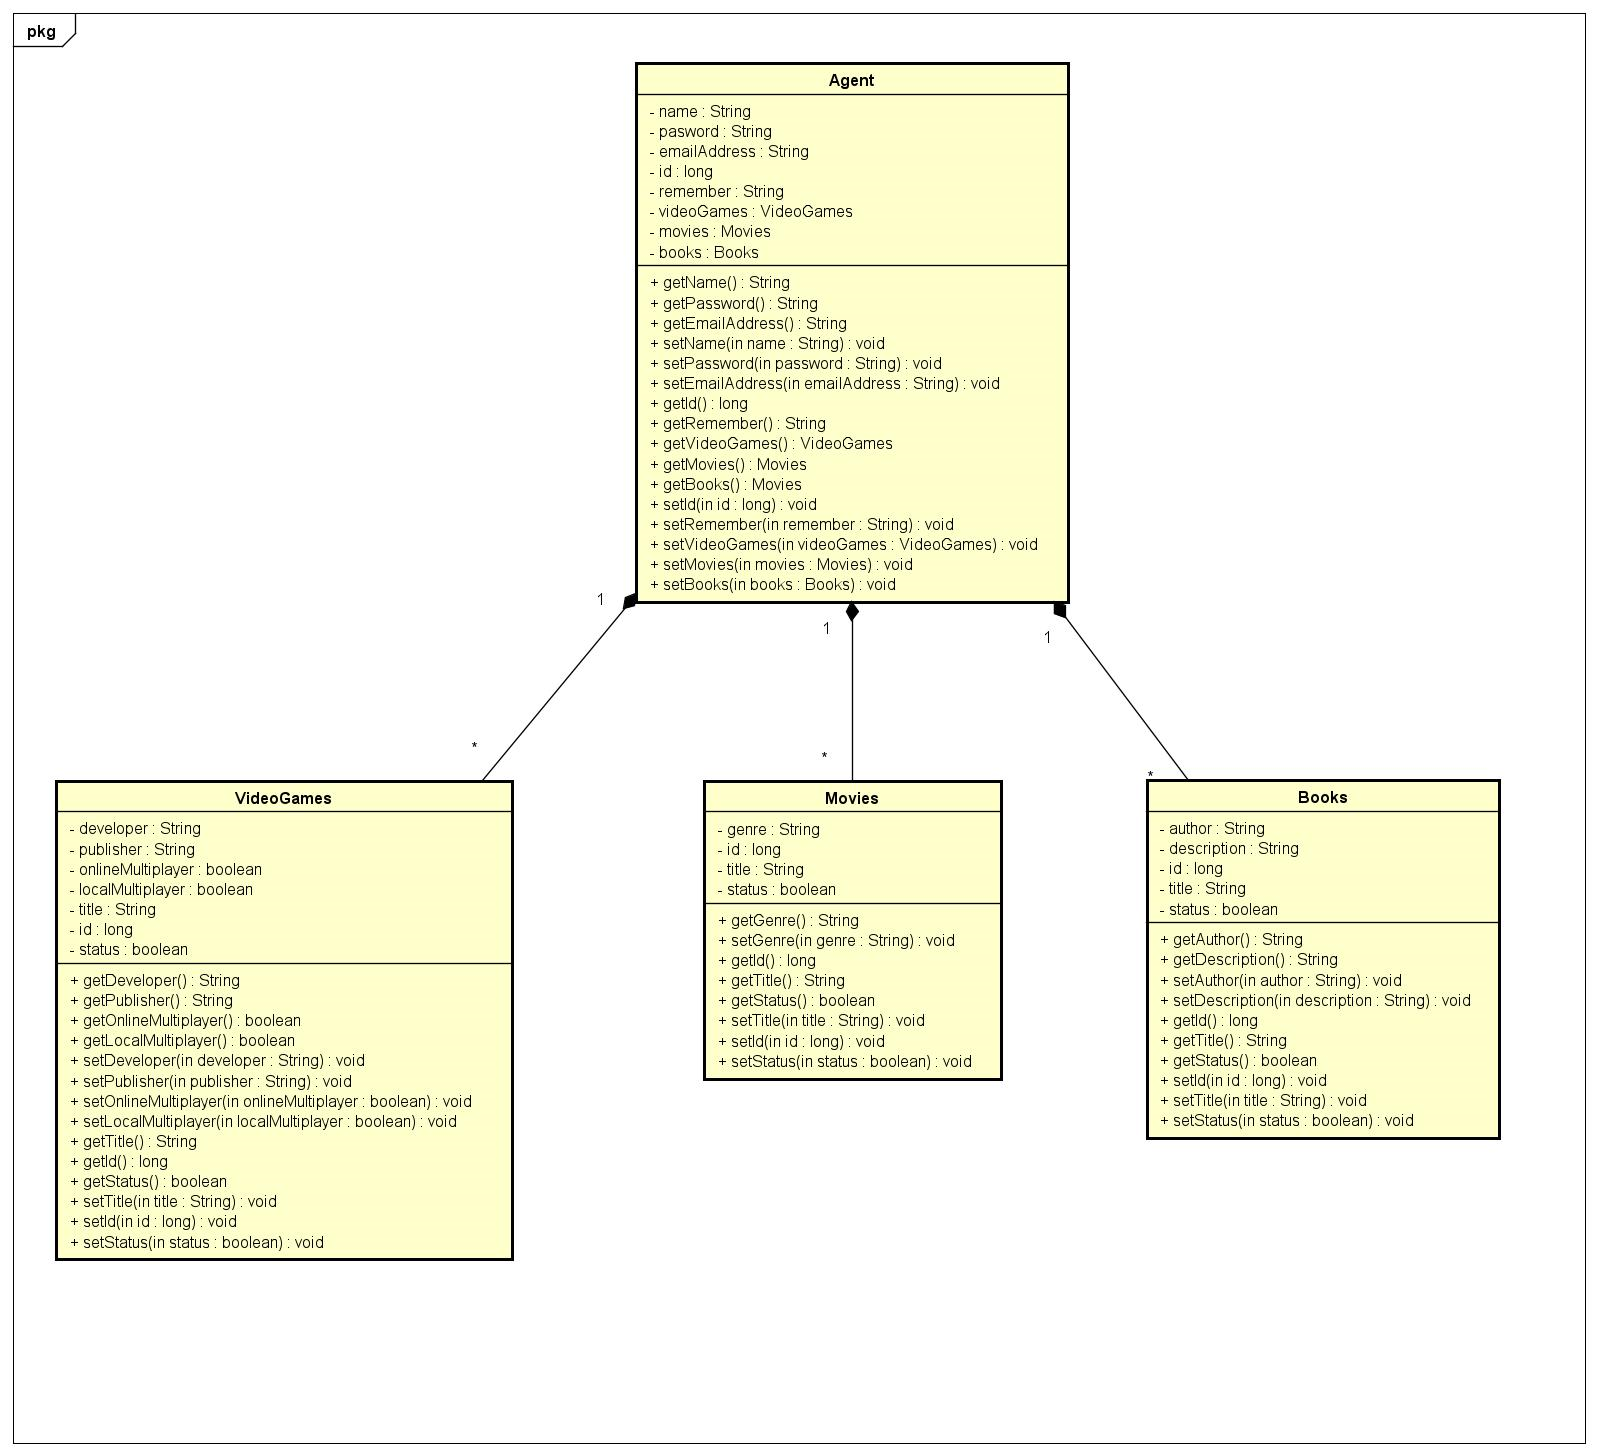 pkg
Agent
- name : String
- pasword : String
- emailAddress : String
- id : long
- remember : String
- videoGames : VideoGames
- movies : Movies
- books : Books
+ getName() : String
+ getPassword() : String
+ getEmailAddress() : String
+ setName(in name : String) : void
+ setPassword(in password : String) : void
+ setEmailAddress(in emailAddress : String) : void
+ getId() : long
+ getRemember() : String
+ getVideoGames() : VideoGames
+ getMovies() : Movies
+ getBooks() : Movies
+ setId(in id : long) : void
+ setRemember(in remember : String) : void
+ setVideoGames(in videoGames : VideoGames) : void
+ setMovies(in movies : Movies) : void
+ setBooks(in books : Books) : void
1
1
1
*
*
*
VideoGames
- developer : String
- publisher : String
- onlineMultiplayer : boolean
- localMultiplayer : boolean
- title : String
- id : long
- status : boolean
+ getDeveloper() : String
+ getPublisher() : String
+ getOnlineMultiplayer() : boolean
+ getLocalMultiplayer() : boolean
+ setDeveloper(in developer : String) : void
+ setPublisher(in publisher : String) : void
+ setOnlineMultiplayer(in onlineMultiplayer : boolean) : void
+ setLocalMultiplayer(in localMultiplayer : boolean) : void
+ getTitle() : String
+ getId() : long
+ getStatus() : boolean
+ setTitle(in title : String) : void
+ setId(in id : long) : void
+ setStatus(in status : boolean) : void
Movies
- genre : String
- id : long
- title : String
- status : boolean
+ getGenre() : String
+ setGenre(in genre : String) : void
+ getId() : long
+ getTitle() : String
+ getStatus() : boolean
+ setTitle(in title : String) : void
+ setId(in id : long) : void
+ setStatus(in status : boolean) : void
Books
- author : String
- description : String
- id : long
- title : String
- status : boolean
+ getAuthor() : String
+ getDescription() : String
+ setAuthor(in author : String) : void
+ setDescription(in description : String) : void
+ getId() : long
+ getTitle() : String
+ getStatus() : boolean
+ setId(in id : long) : void
+ setTitle(in title : String) : void
+ setStatus(in status : boolean) : void